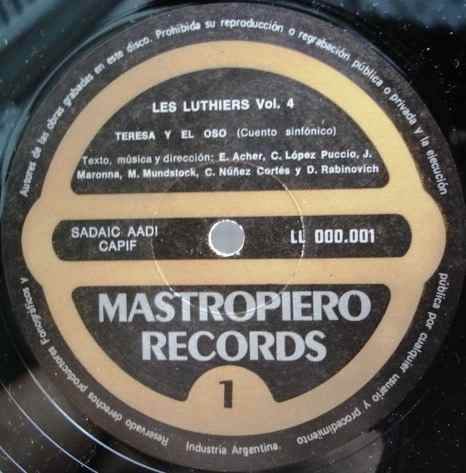 Reservado derechos productores Fonográficos y Autores de las obras grabadas en este disco. Prohibida su reproducción o regrabación pública o privada y la ejecución pública por cualquier usuario y procedimiento
LES LUTHIERS Vol. 4
TERESA Y EL OSO (Cuento sinfónico)
Texto, música y dirección: E. Acher, C. López Puccio, J.
Maronna, M. Mundstock, C. Núñez Cortés y D. Rabinovich
SADAIC AADI
CAPIF
LL 000.001
MASTROPIERO
RECORDS
1
Industria Argentina